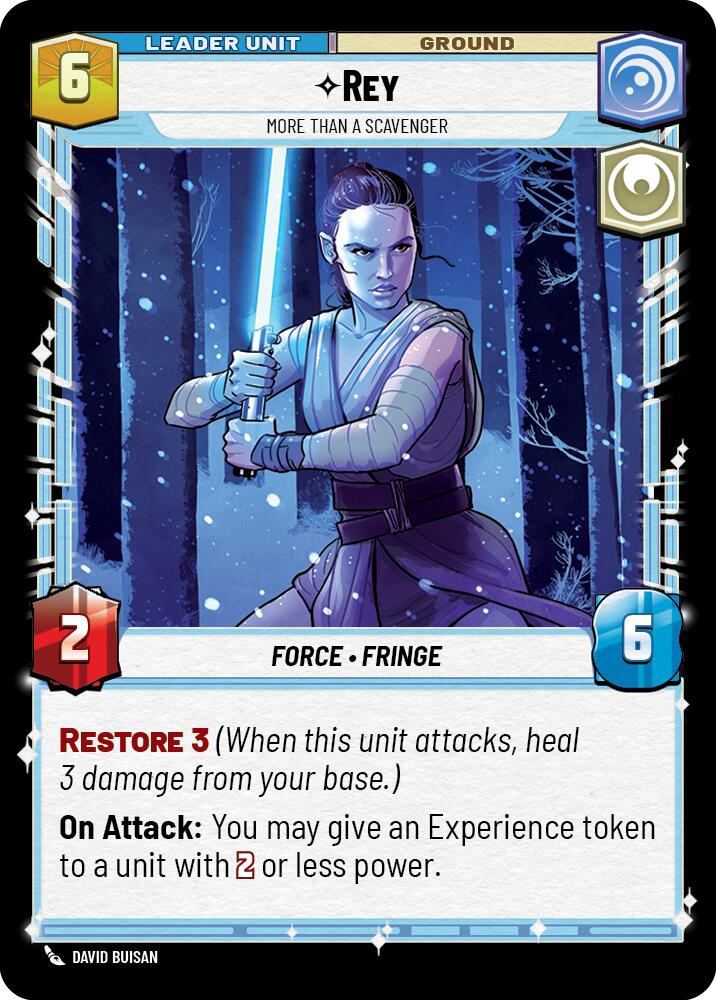 LEADER UNIT
GROUND
6
REY
MORE THAN A SCAVENGER
2
FORCE • FRINGE
6
RESTORE 3 (When this unit attacks, heal
3 damage from your base.)
On Attack: You may give an Experience token
to a unit with 2 or less power.
DAVID BUISAN